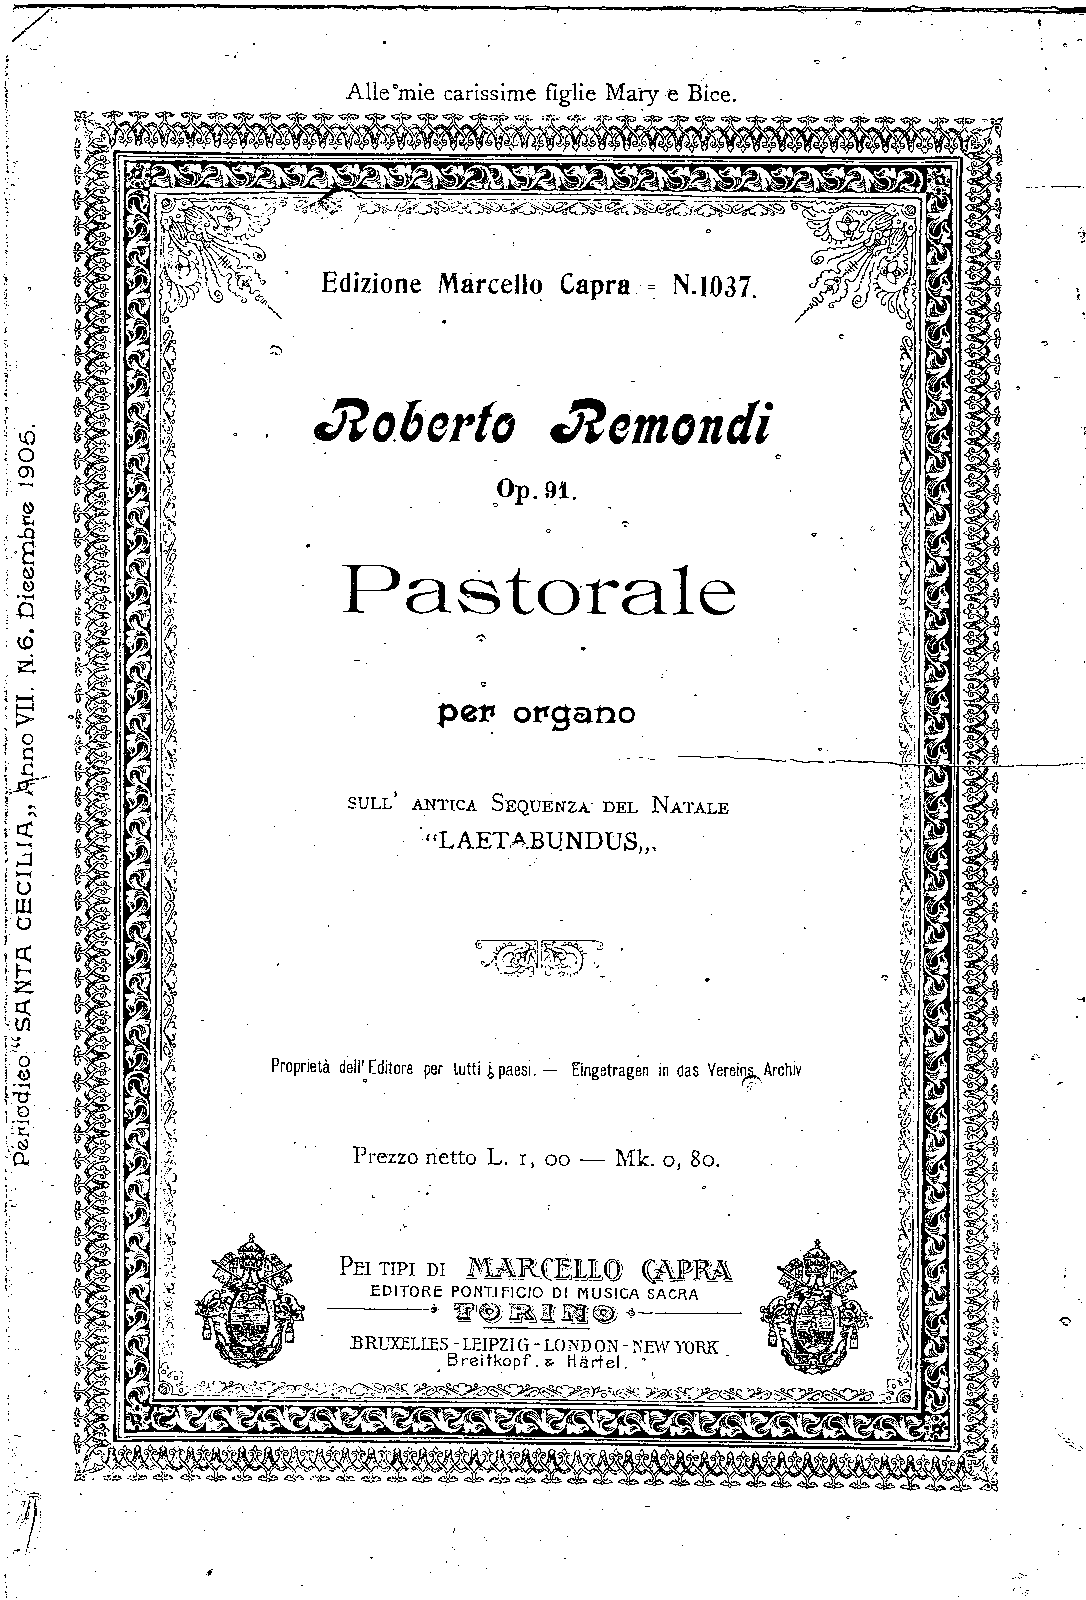 Alle mie carissime figlie Mary e Bice.
Edizione Marcello Capra = N.1037.
Roberto Remondi
Op. 91.
Pastorale
per organo
SULL' ANTICA SEQUENZA DEL NATALE
“LAETABUNDUS„.
Proprietà dell' Editore per tutti i paesi. — Eingetragen in das Vereins Archiv
Prezzo netto L. 1, 00 — Mk. 0, 80.
PEI TIPI DI MARCELLO CAPRA
EDITORE PONTIFICIO DI MUSICA SACRA
TORINO
BRUXELLES - LEIPZIG - LONDON - NEW YORK
Breitkopf. & Härtel.
Periodico “SANTA CECILIA„ Anno VII. N. 6. Dicembre 1905.